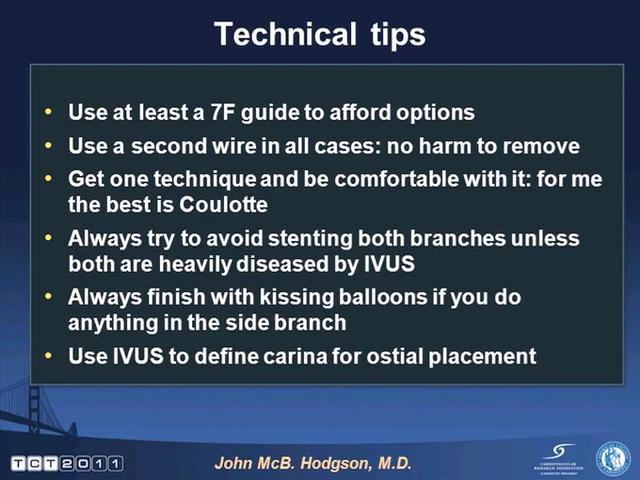 Technical tips
• Use at least a 7F guide to afford options
• Use a second wire in all cases: no harm to remove
• Get one technique and be comfortable with it: for me
the best is Coulotte
• Always try to avoid stenting both branches unless
both are heavily diseased by IVUS
• Always finish with kissing balloons if you do
anything in the side branch
• Use IVUS to define carina for ostial placement
TCT2011
John McB. Hodgson, M.D.
CARDIOVASCULAR
RESEARCH FOUNDATION